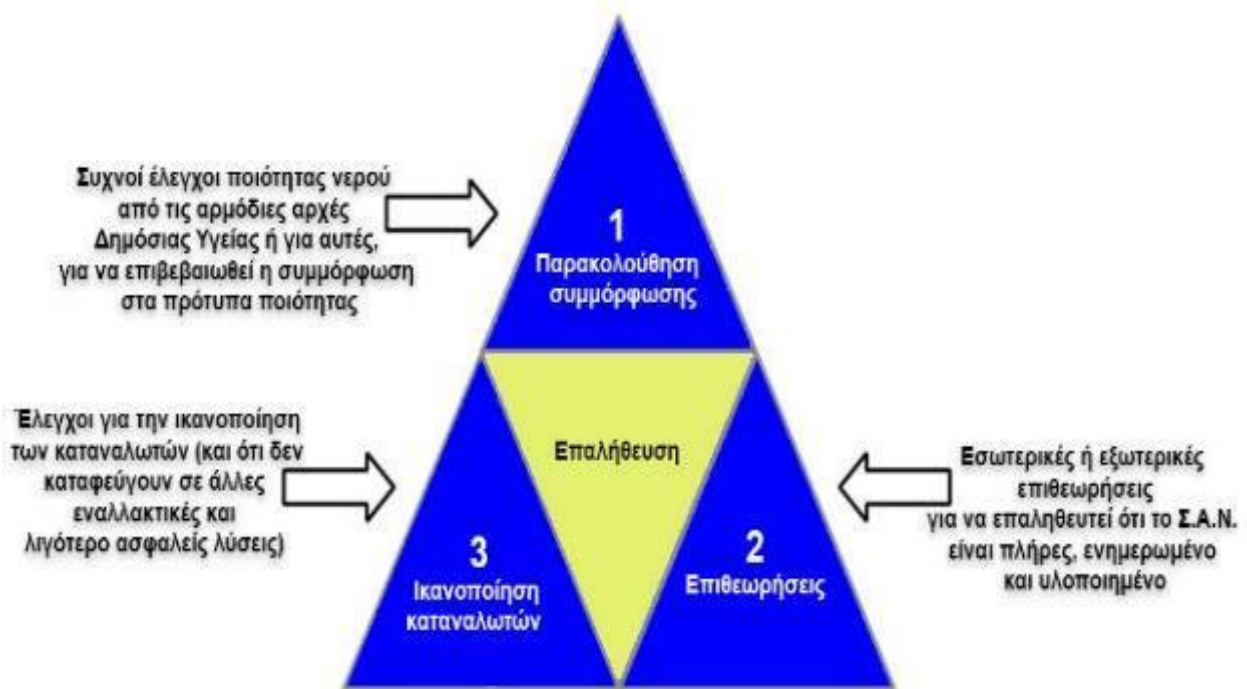 Συχνοί έλεγχοι ποιότητας νερού
από τις αρμόδιες αρχές
Δημόσιας Υγείας ή για αυτές,
για να επιβεβαιωθεί η συμμόρφωση
στα πρότυπα ποιότητας
1
Παρακολούθηση
συμμόρφωσης
Έλεγχοι για την ικανοποίηση
των καταναλωτών (και ότι δεν
καταφεύγουν σε άλλες
εναλλακτικές και
λιγότερο ασφαλείς λύσεις)
Επαλήθευση
3
Ικανοποίηση
καταναλωτών
2
Επιθεωρήσεις
Εσωτερικές ή εξωτερικές
επιθεωρήσεις
για να επαληθευτεί ότι το Σ.Α.Ν.
είναι πλήρες, ενημερωμένο
και υλοποιημένο